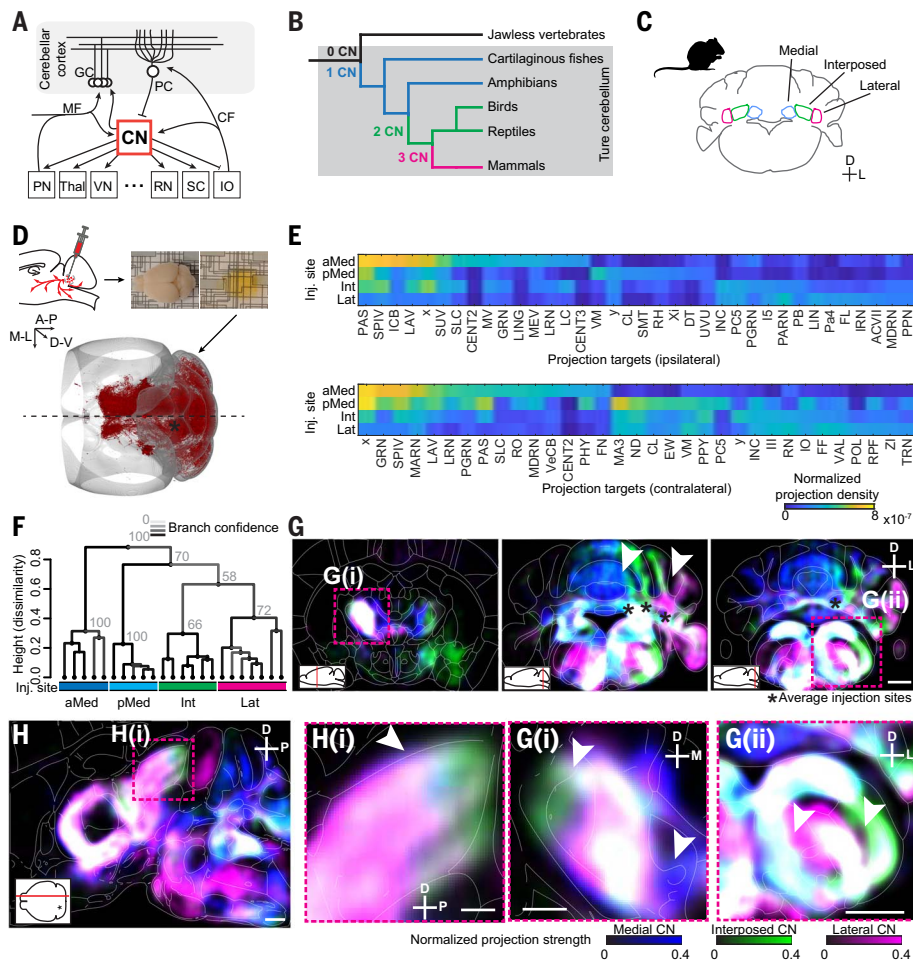 A
Cerebellar
cortex
GC
PC
MF
CF
CN
PN Thal VN ... RN SC IO
B
Jawless vertebrates
0 CN
1 CN
Cartilaginous fishes
Amphibians
Birds
2 CN
Reptiles
3 CN
Mammals
Ture cerebellum
C
Medial
Interposed
Lateral
D
L
D
A-P
M-L
D-V
*
E
Inj. site
aMed
pMed
Int
Lat
PAS SPIV ICB LAV x SUV SLC CENT2 MV GRN LING MEV LRN LC CENT3 VM y CL SMT RH Xi DT UVU INC PC5 PGRN I5 PARN PB LIN Pa4 FL IRN ACVII MDRN PPN
Projection targets (ipsilateral)
Inj. site
aMed
pMed
Int
Lat
x GRN SPIV MARN LAV LRN PGRN PAS SLC RO MDRN VeCB CENT2 PHY FN MA3 ND CL EW VM PPY PC5 y INC III RN IO FF VAL POL RPF ZI TRN
Projection targets (contralateral)
Normalized
projection density
0 8
x10-7
F
0
100
Branch confidence
Height (dissimilarity)
0.8
0.6
0.4
0.2
0.0
70
58
100
100
66
72
Inj. site
aMed pMed Int Lat
G
G(i)
* * *
D
L
*
G(ii)
*Average injection sites
H
H(i)
D
P
*
H(i)
D
P
G(i)
D
M
G(ii)
D
L
Normalized projection strength
Medial CN
0 0.4
Interposed CN
0.4
Lateral CN
0.4